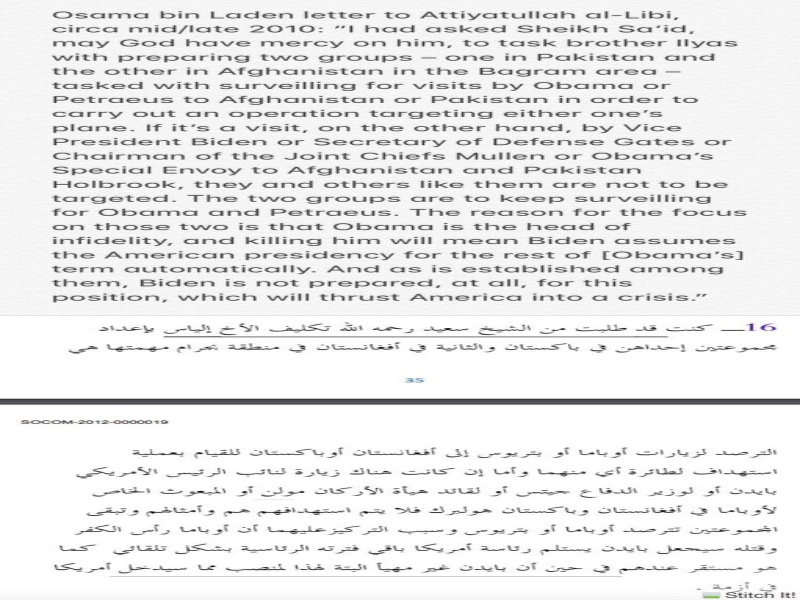 Osama bin Laden letter to Attiyatullah al-Libi,
circa mid/late 2010: “I had asked Sheikh Sa’id,
may God have mercy on him, to task brother Ilyas
with preparing two groups – one in Pakistan and
the other in Afghanistan in the Bagram area –
tasked with surveilling for visits by Obama or
Petraeus to Afghanistan or Pakistan in order to
carry out an operation targeting either one’s
plane. If it’s a visit, on the other hand, by Vice
President Biden or Secretary of Defense Gates or
Chairman of the Joint Chiefs Mullen or Obama’s
Special Envoy to Afghanistan and Pakistan
Holbrook, they and others like them are not to be
targeted. The two groups are to keep surveilling
for Obama and Petraeus. The reason for the focus
on those two is that Obama is the head of
infidelity, and killing him will mean Biden assumes
the American presidency for the rest of [Obama’s]
term automatically. And as is established among
them, Biden is not prepared, at all, for this
position, which will thrust America into a crisis.”
16– كنت قد طلبت من الشيخ سعيد رحمه الله تكليف الأخ إلياس بإعداد
مجموعتين إحداهن في باكستان والثانية في أفغانستان في منطقة بجرام مهمتها هي
35
SOCOM-2012-0000019
الترصد لزيارات أوباما أو بتريوس إلى أفغانستان أوباكستان للقيام بعملية
استهداف لطائرة أي منهما وأما إن كانت هناك زيارة لنائب الرئيس الأمريكي
بايدن أو لوزير الدفاع جيتس أو لقائد هيأة الأركان مولن أو المبعوث الخاص
لأوباما في أفغانستان وباكستان هولبرك فلا يتم استهدافهم هم وأمثالهم وتبقى
المجموعتين تترصد أوباما أو بتريوس وسبب التركيزعليهما أن أوباما رأس الكفر
وقتله سيجعل بايدن يستلم رئاسة أمريكا باقي فترته الرئاسية بشكل تلقائي كما
هو مستقر عندهم في حين أن بايدن غير مهيأ البتة لهذا المنصب مما سيدخل أمريكا
في أزمة .
Stitch It!